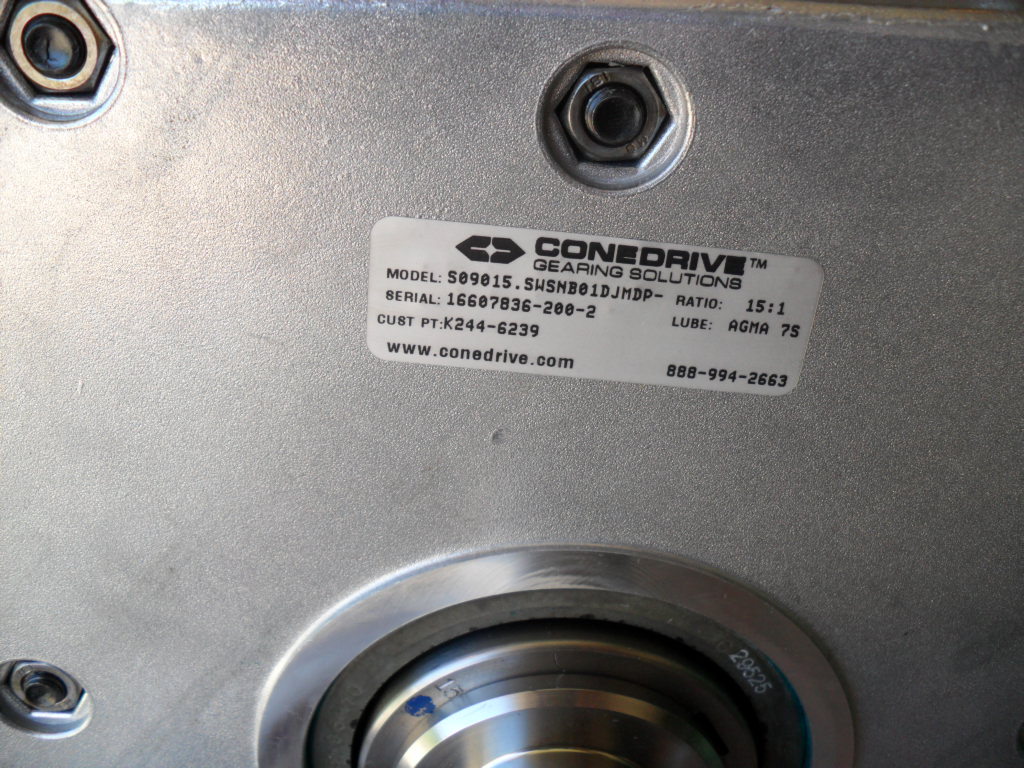 CONEDRIVE™
GEARING SOLUTIONS
MODEL: S09015.SWSMB01DJMDP- RATIO: 15:1
SERIAL: 16607836-200-2 LUBE: AGMA 7S
CUST PT:K244-6239
www.conedrive.com 888-994-2663
29525